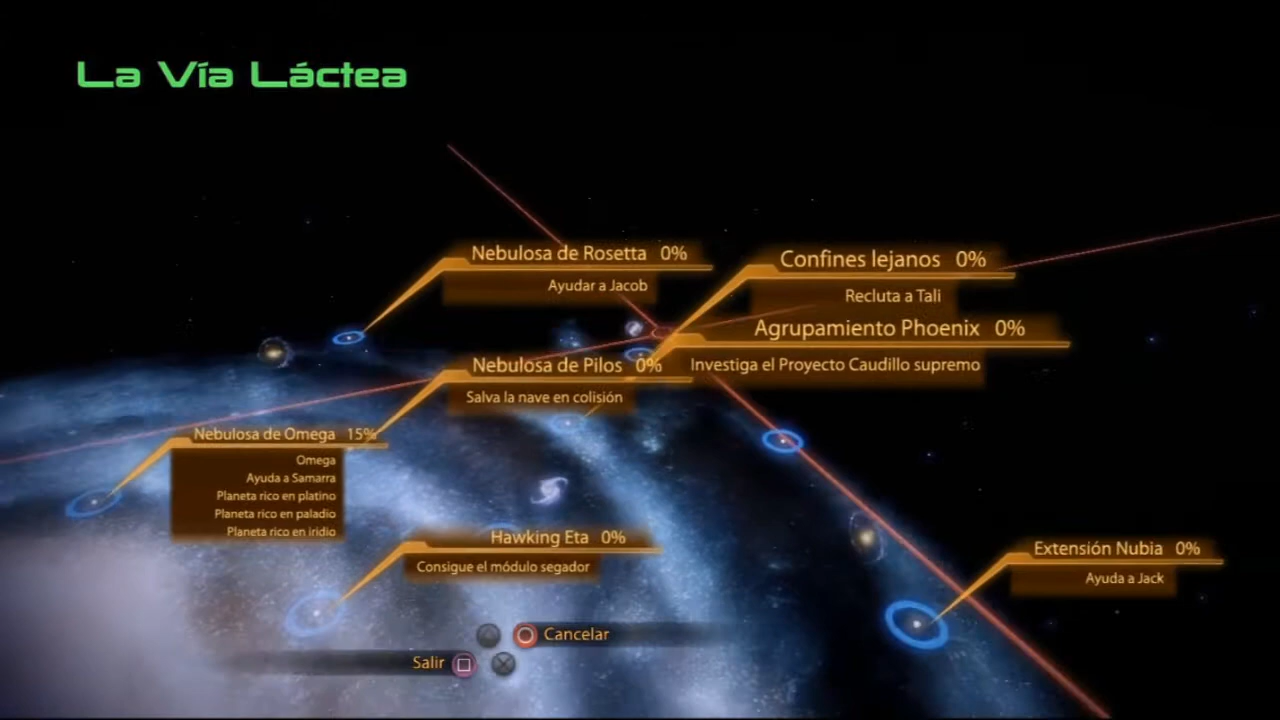 La Vía Láctea
Nebulosa de Rosetta 0%
Ayudar a Jacob
Confines lejanos 0%
Recluta a Tali
Agrupamiento Phoenix 0%
Investiga el Proyecto Caudillo supremo
Nebulosa de Pilos 0%
Salva la nave en colisión
Nebulosa de Omega 15%
Omega
Ayuda a Samarra
Planeta rico en platino
Planeta rico en paladio
Planeta rico en iridio
Hawking Eta 0%
Consigue el módulo segador
Extensión Nubia 0%
Ayuda a Jack
Cancelar
Salir